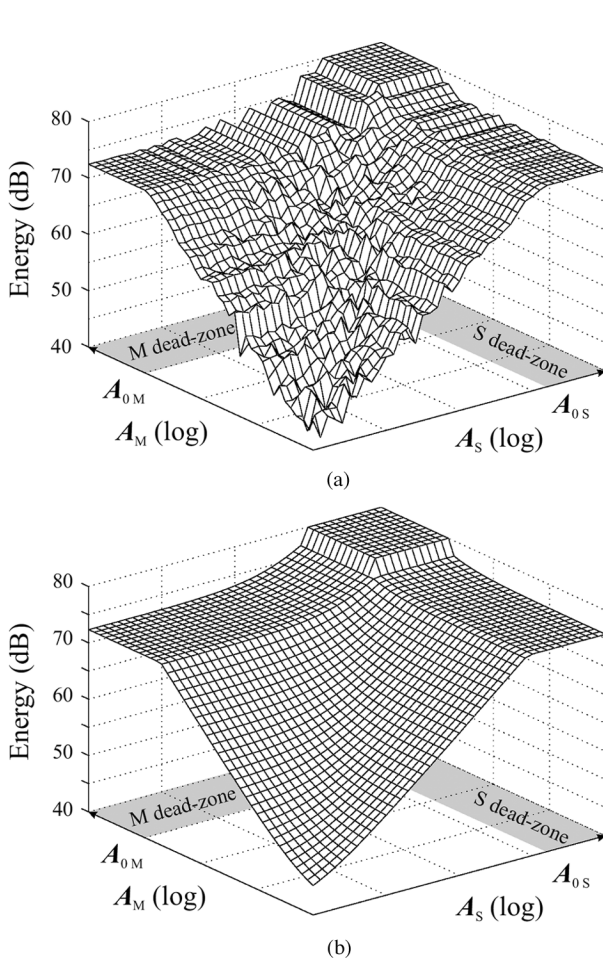 80
70
60
50
40
Energy (dB)
M dead-zone
S dead-zone
A0 M
A0 S
AM (log)
AS (log)
(a)
80
70
60
50
40
Energy (dB)
M dead-zone
S dead-zone
A0 M
A0 S
AM (log)
AS (log)
(b)